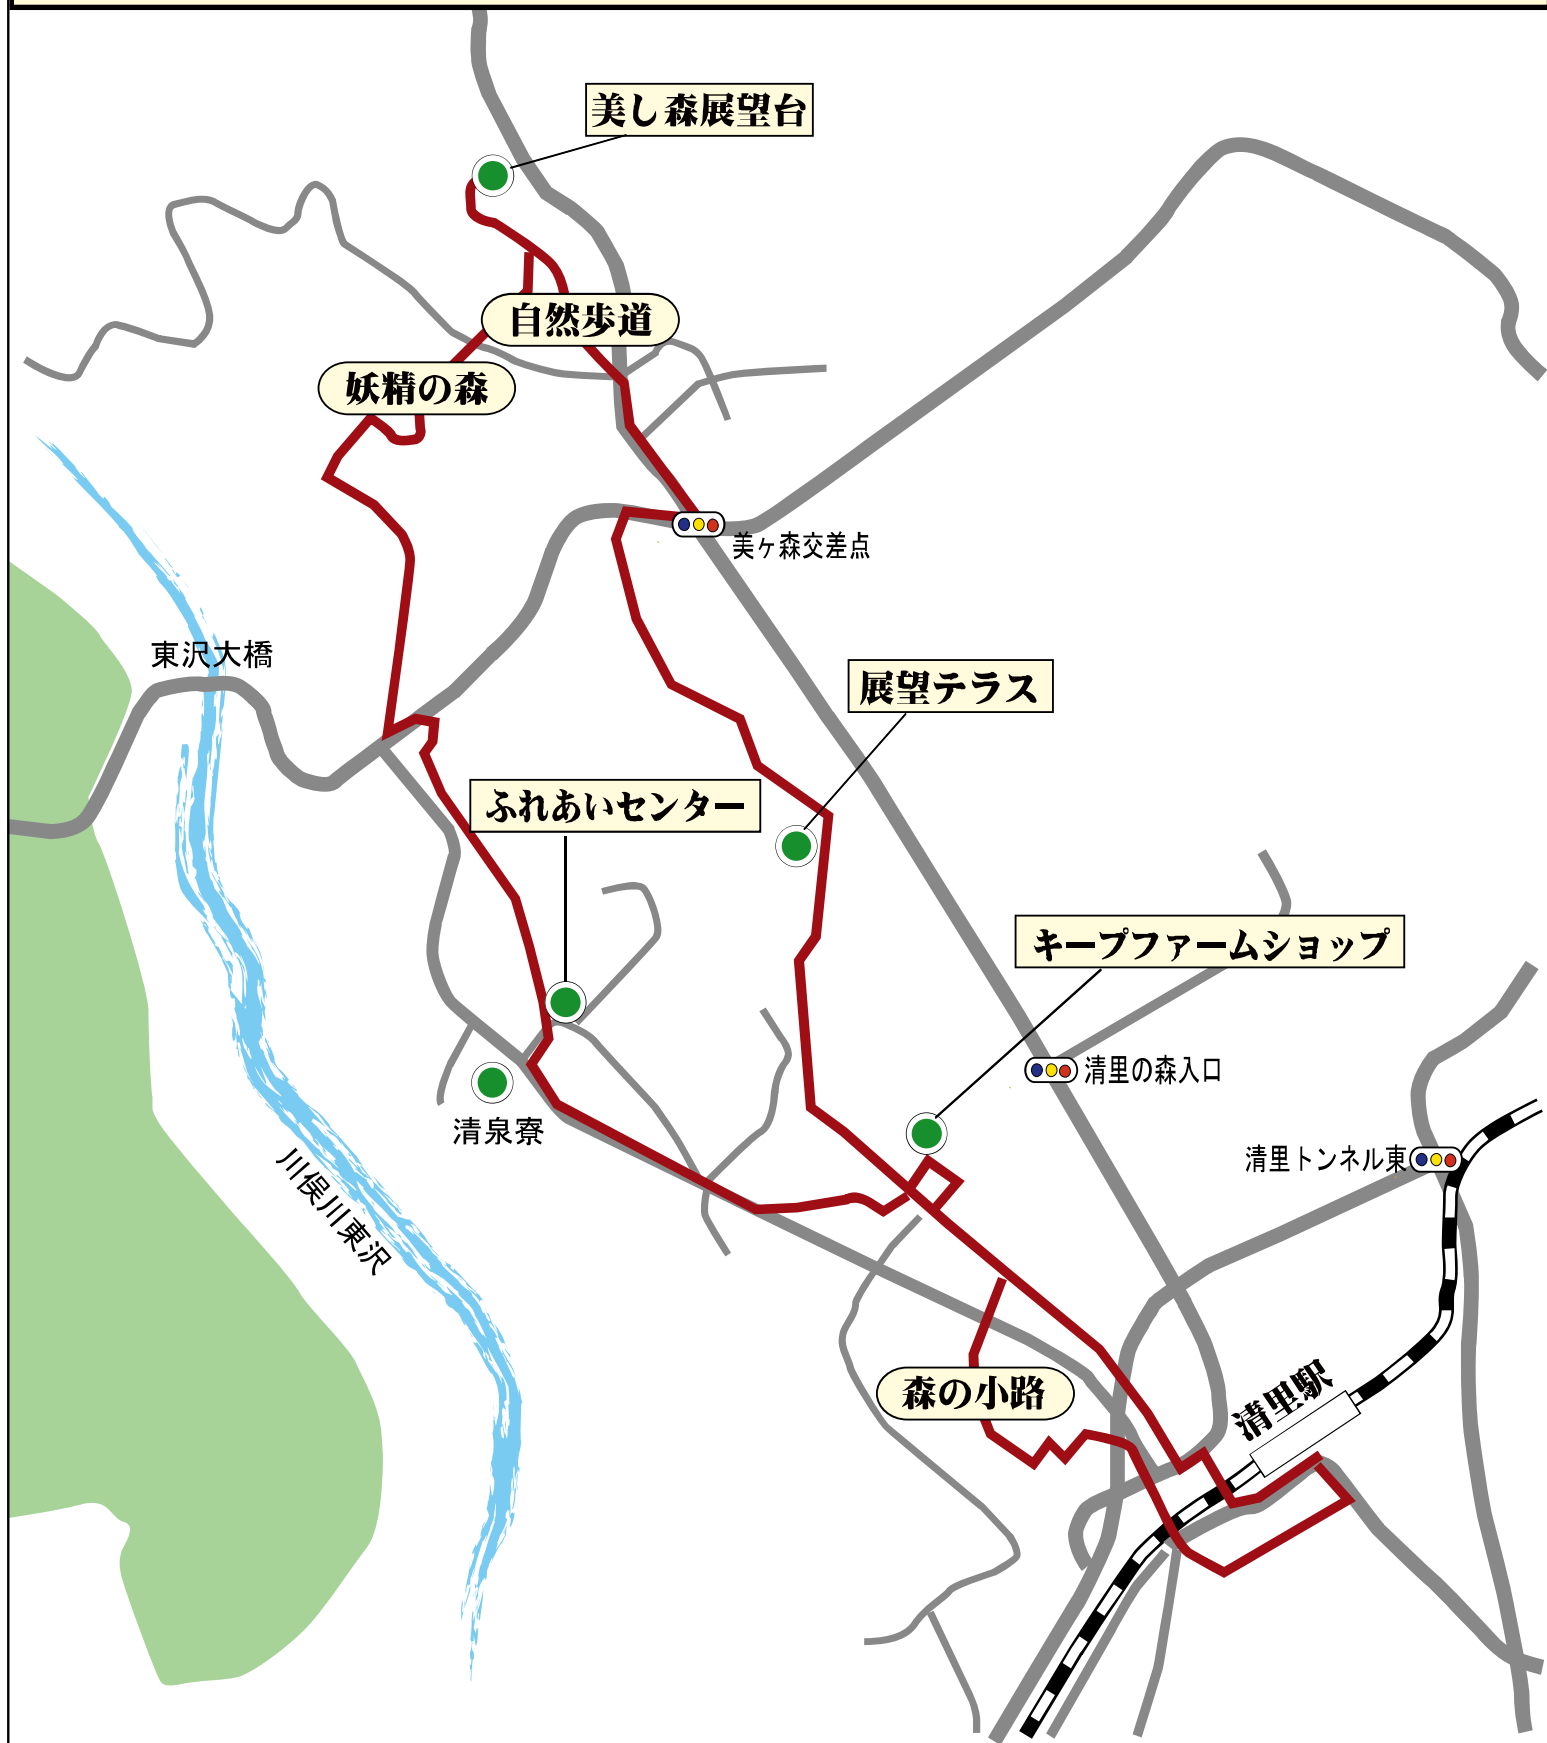 美し森展望台
自然歩道
妖精の森
美ヶ森交差点
東沢大橋
展望テラス
ふれあいセンター
キープファームショップ
清里の森入口
清泉寮
清里トンネル東
川俣川東沢
清里駅
森の小路